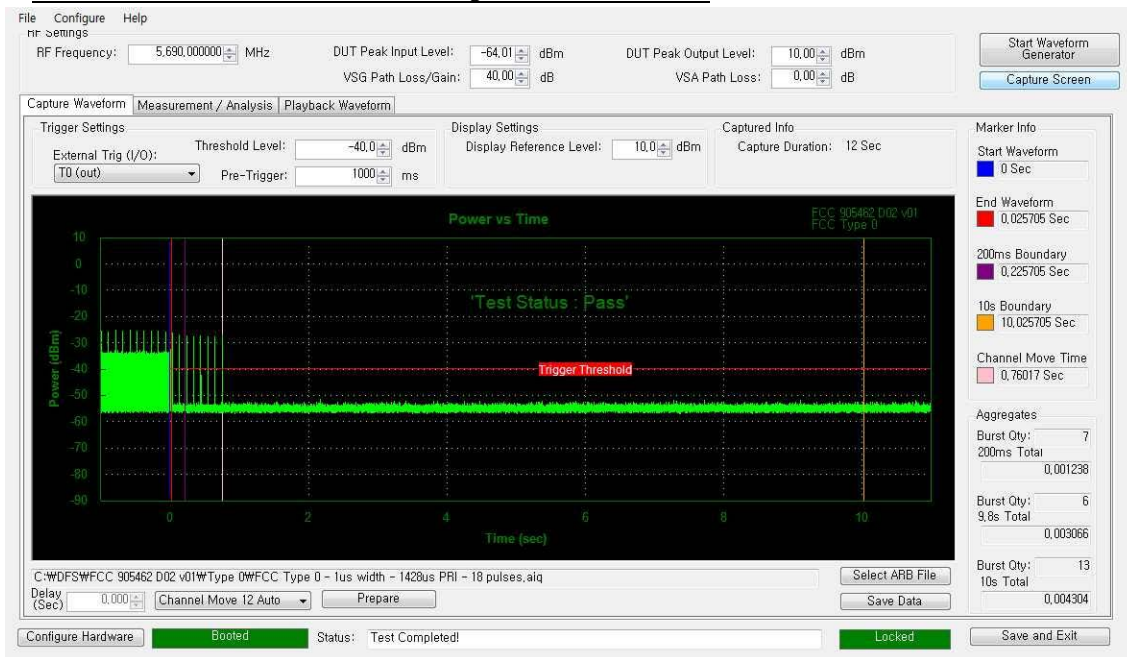 File Configure Help
RF Settings
RF Frequency: 5,690,000000 MHz DUT Peak Input Level: -64,01 dBm DUT Peak Output Level: 10,00 dBm
VSG Path Loss/Gain: 40,00 dB VSA Path Loss: 0,00 dB
Start Waveform
Generator
Capture Screen
Capture Waveform Measurement / Analysis Playback Waveform
Trigger Settings
External Trig (I/O):
T0 (out)
Threshold Level: -40,0 dBm
Pre-Trigger: 1000 ms
Display Settings
Display Reference Level: 10,0 dBm
Captured Info
Capture Duration: 12 Sec
Power vs Time
FCC 905462 D02 v01
FCC Type 0
'Test Status : Pass'
Trigger Threshold
Power (dBm)
10
0
-10
-20
-30
-40
-50
-60
-70
-80
-90
0 2 4 6 8 10
Time (sec)
Marker Info
Start Waveform
0 Sec
End Waveform
0,025705 Sec
200ms Boundary
0,225705 Sec
10s Boundary
10,025705 Sec
Channel Move Time
0,76017 Sec
Aggregates
Burst Qty: 7
200ms Total
0,001238
Burst Qty: 6
9,8s Total
0,003066
Burst Qty: 13
10s Total
0,004304
C:₩DFS₩FCC 905462 D02 v01₩Type 0₩FCC Type 0 - 1us width - 1428us PRI - 18 pulses,aiq
Select ARB File
Delay
(Sec) 0,000 Channel Move 12 Auto Prepare
Save Data
Configure Hardware Booted Status: Test Completed! Locked Save and Exit